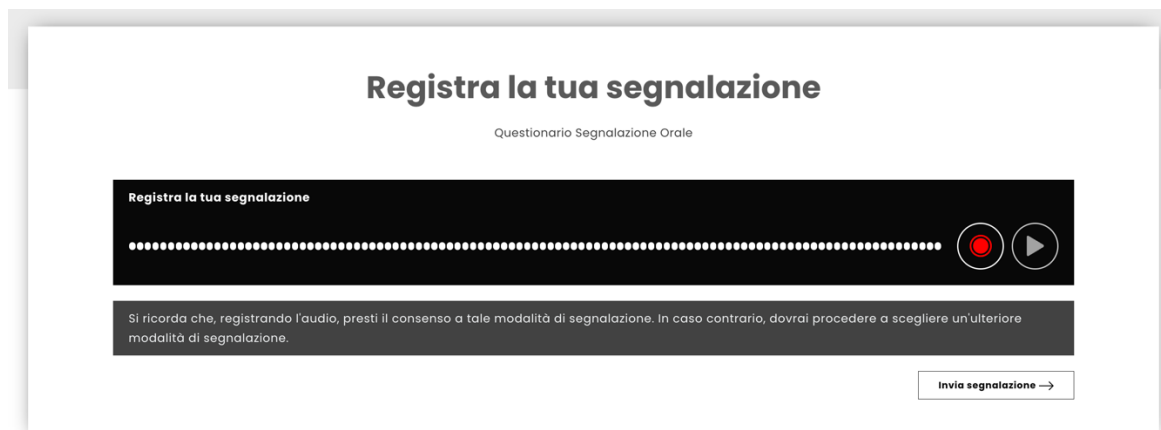 Registra la tua segnalazione
Questionario Segnalazione Orale
Registra la tua segnalazione
Si ricorda che, registrando l'audio, presti il consenso a tale modalità di segnalazione. In caso contrario, dovrai procedere a scegliere un'ulteriore
modalità di segnalazione.
Invia segnalazione